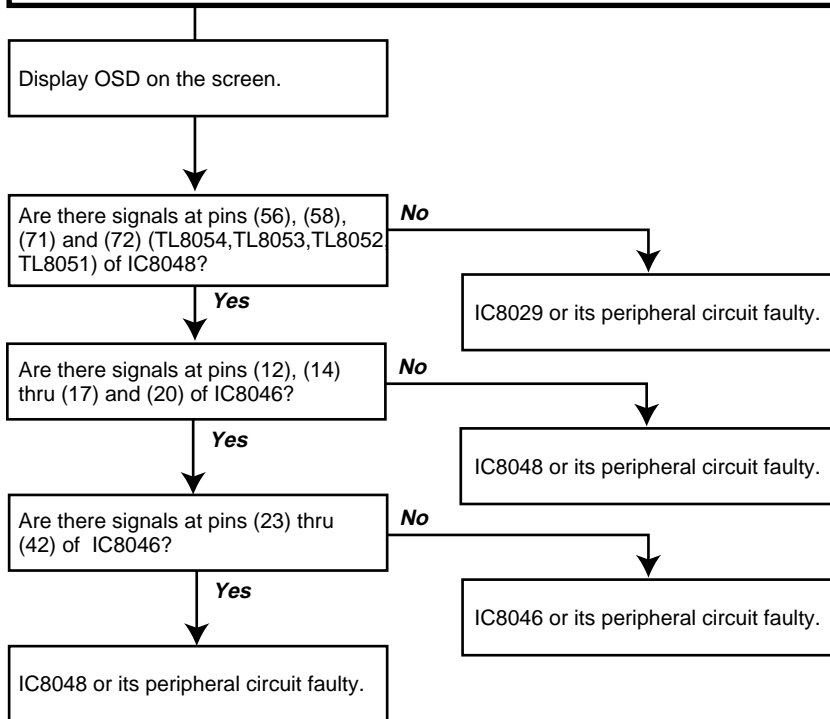 Display OSD on the screen.
Are there signals at pins (56), (58),
(71) and (72) (TL8054,TL8053,TL8052,
TL8051) of IC8048?
No
IC8029 or its peripheral circuit faulty.
Yes
Are there signals at pins (12), (14)
thru (17) and (20) of IC8046?
No
IC8048 or its peripheral circuit faulty.
Yes
Are there signals at pins (23) thru
(42) of  IC8046?
No
IC8046 or its peripheral circuit faulty.
Yes
IC8048 or its peripheral circuit faulty.